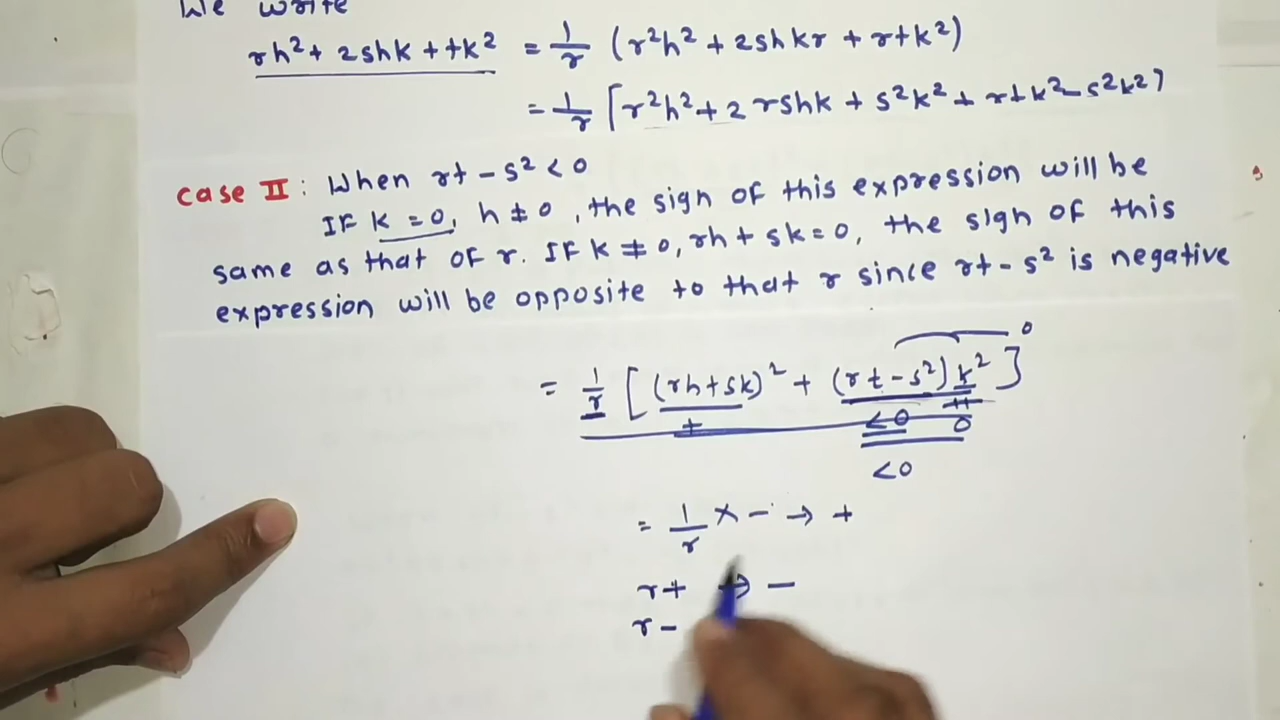 We write
rh² + 2shk + tk² = 1/r (r²h² + 2shkr + rtk²)
= 1/r [r²h² + 2rshk + s²k² + rtk² - s²k²)
case II : When rt - s² < 0
IF k = 0, h ≠ 0, the sign of this expression will be
same as that OF r. IF k ≠ 0, rh + sk = 0, the sign of this
expression will be opposite to that r since rt - s² is negative
= 1/r [(rh+sk)² + (rt - s²) k²] 0
+ <0 ≠ 0
<0
= 1/r × - → +
r+ → -
r -